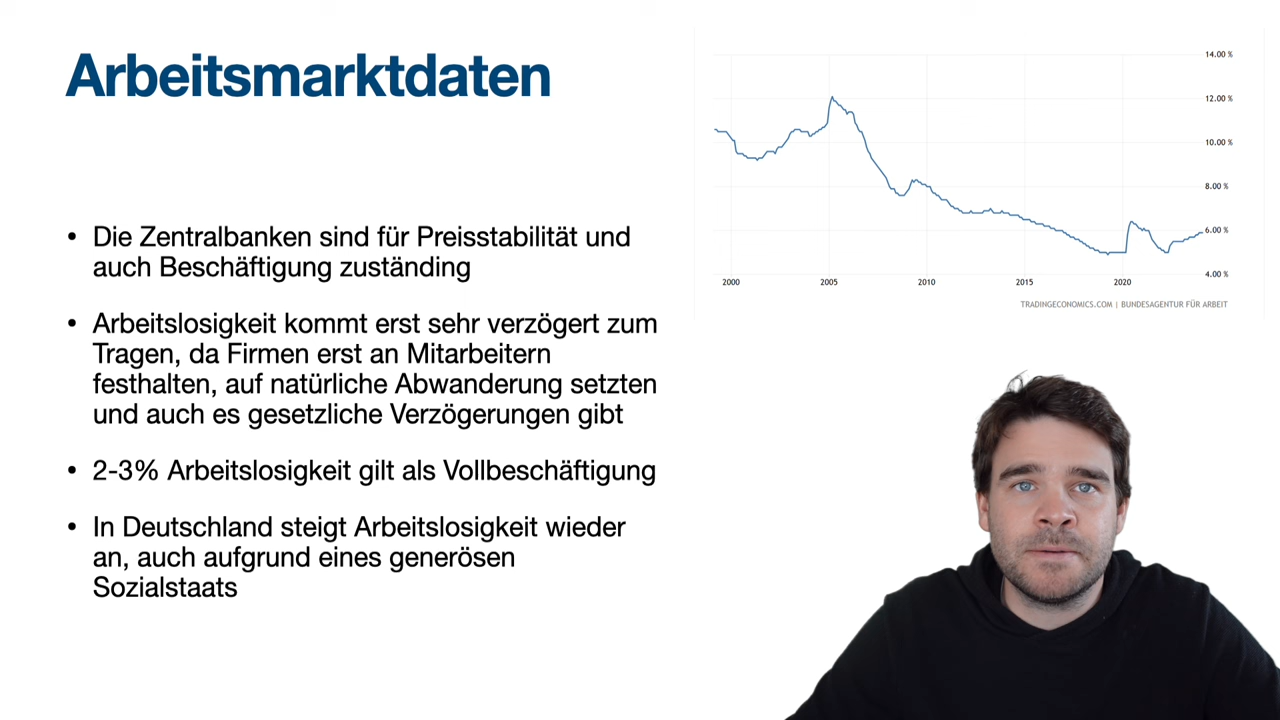 Arbeitsmarktdaten
• Die Zentralbanken sind für Preisstabilität und
auch Beschäftigung zuständing
• Arbeitslosigkeit kommt erst sehr verzögert zum
Tragen, da Firmen erst an Mitarbeitern
festhalten, auf natürliche Abwanderung setzten
und auch es gesetzliche Verzögerungen gibt
• 2-3% Arbeitslosigkeit gilt als Vollbeschäftigung
• In Deutschland steigt Arbeitslosigkeit wieder
an, auch aufgrund eines generösen
Sozialstaats
14.00 %
12.00 %
10.00 %
8.00 %
6.00 %
4.00 %
2000 2005 2010 2015 2020
TRADINGECONOMICS.COM | BUNDESAGENTUR FÜR ARBEIT